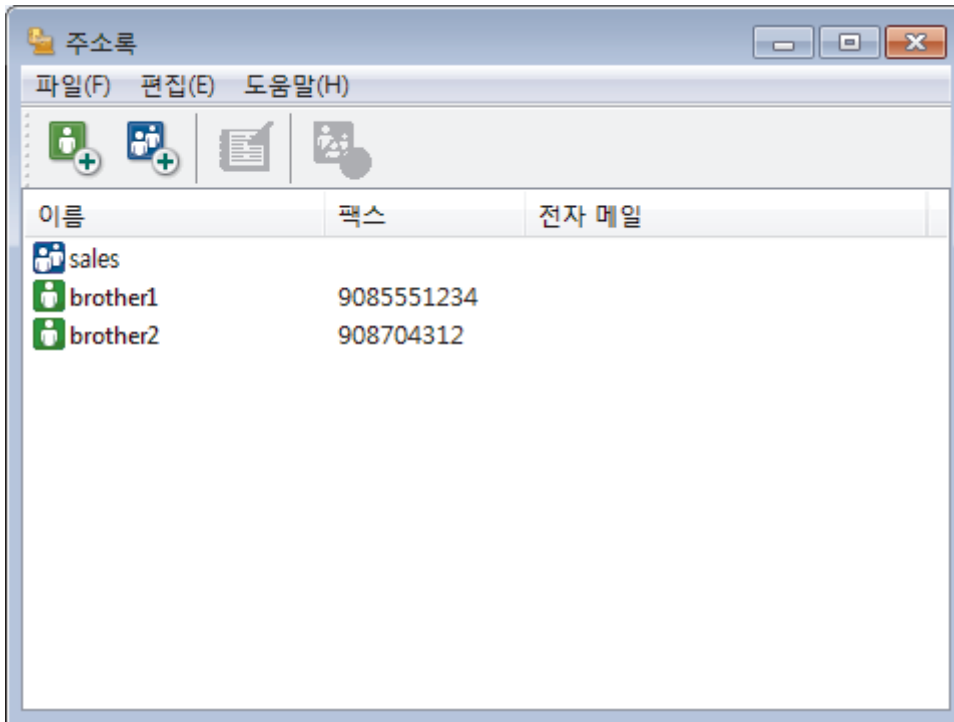 주소록
파일(F) 편집(E) 도움말(H)
이름 팩스 전자 메일
sales
brother1 9085551234
brother2 908704312